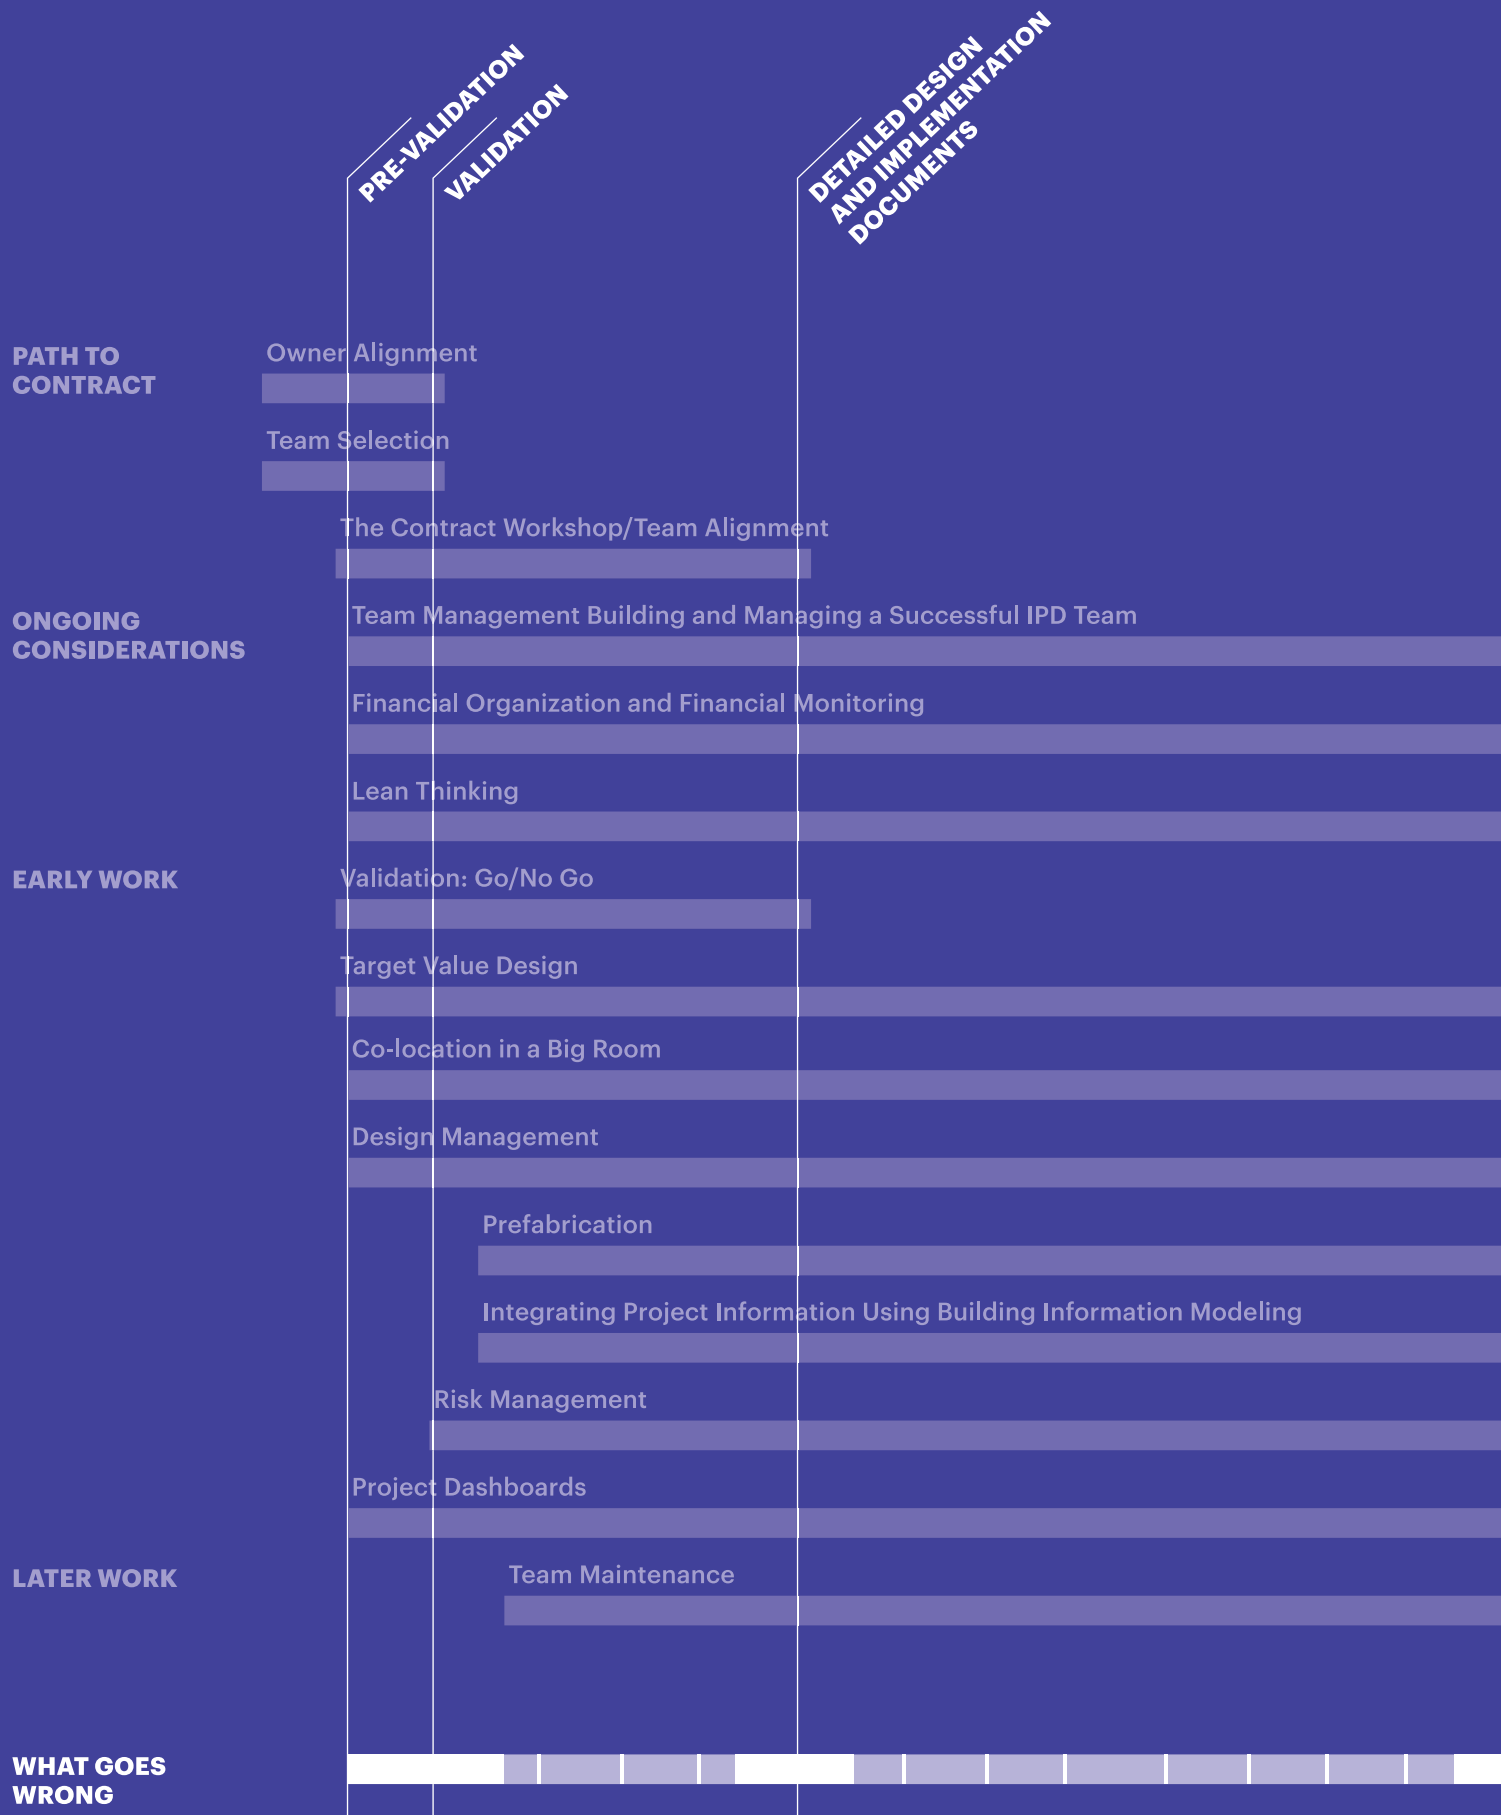 PRE-VALIDATION
VALIDATION
DETAILED DESIGN
AND IMPLEMENTATION
DOCUMENTS
PATH TO
CONTRACT
Owner Alignment
Team Selection
The Contract Workshop/Team Alignment
ONGOING
CONSIDERATIONS
Team Management Building and Managing a Successful IPD Team
Financial Organization and Financial Monitoring
Lean Thinking
EARLY WORK
Validation: Go/No Go
Target Value Design
Co-location in a Big Room
Design Management
Prefabrication
Integrating Project Information Using Building Information Modeling
Risk Management
Project Dashboards
LATER WORK
Team Maintenance
WHAT GOES
WRONG